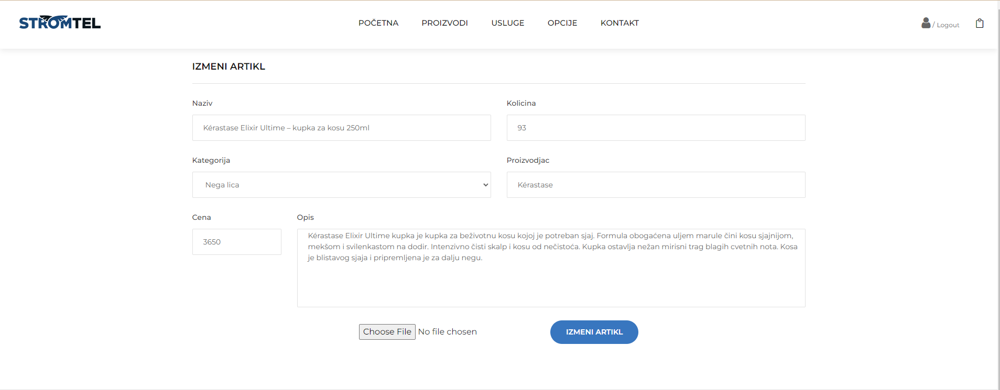 STROMTEL
POČETNA PROIZVODI USLUGE OPCIJE KONTAKT
/ Logout
IZMENI ARTIKL
Naziv
Kolicina
Kérastase Elixir Ultime – kupka za kosu 250ml
93
Kategorija
Proizvodjac
Nega lica
Kérastase
Cena
Opis
3650
Kérastase Elixir Ultime kupka je kupka za beživotnu kosu kojoj je potreban sjaj. Formula obogaćena uljem marule čini kosu sjajnijom,
mekšom i svilenkastom na dodir. Intenzivno čisti skalp i kosu od nečistoća. Kupka ostavlja nežan mirisni trag blagih cvetnih nota. Kosa
je blistavog sjaja i pripremljena je za dalju negu.
Choose File No file chosen
IZMENI ARTIKL